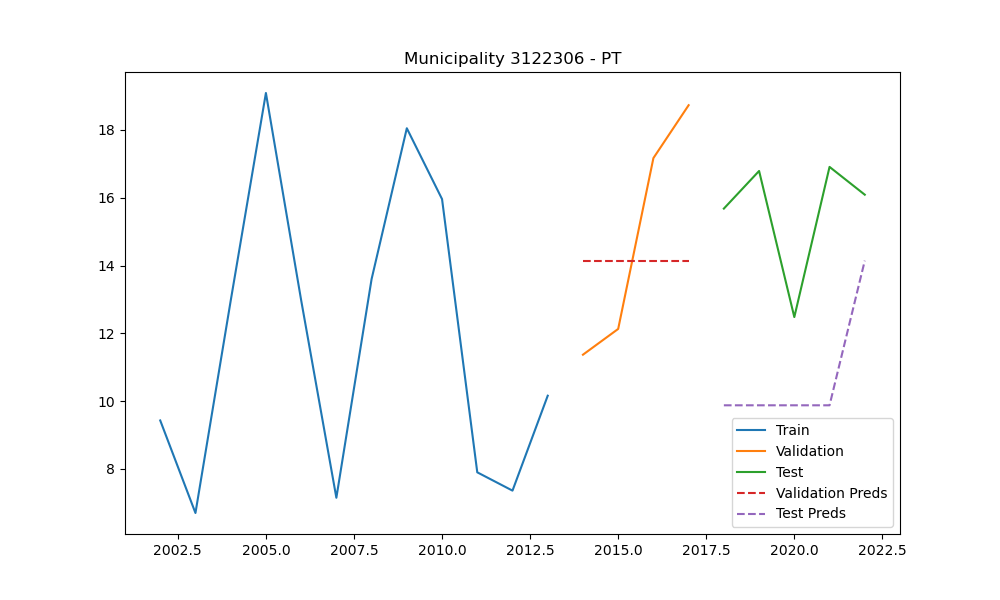 Municipality 3122306 - PT
18
16
14
12
10
8
2002.5 2005.0 2007.5 2010.0 2012.5 2015.0 2017.5 2020.0 2022.5
Train
Validation
Test
Validation Preds
Test Preds